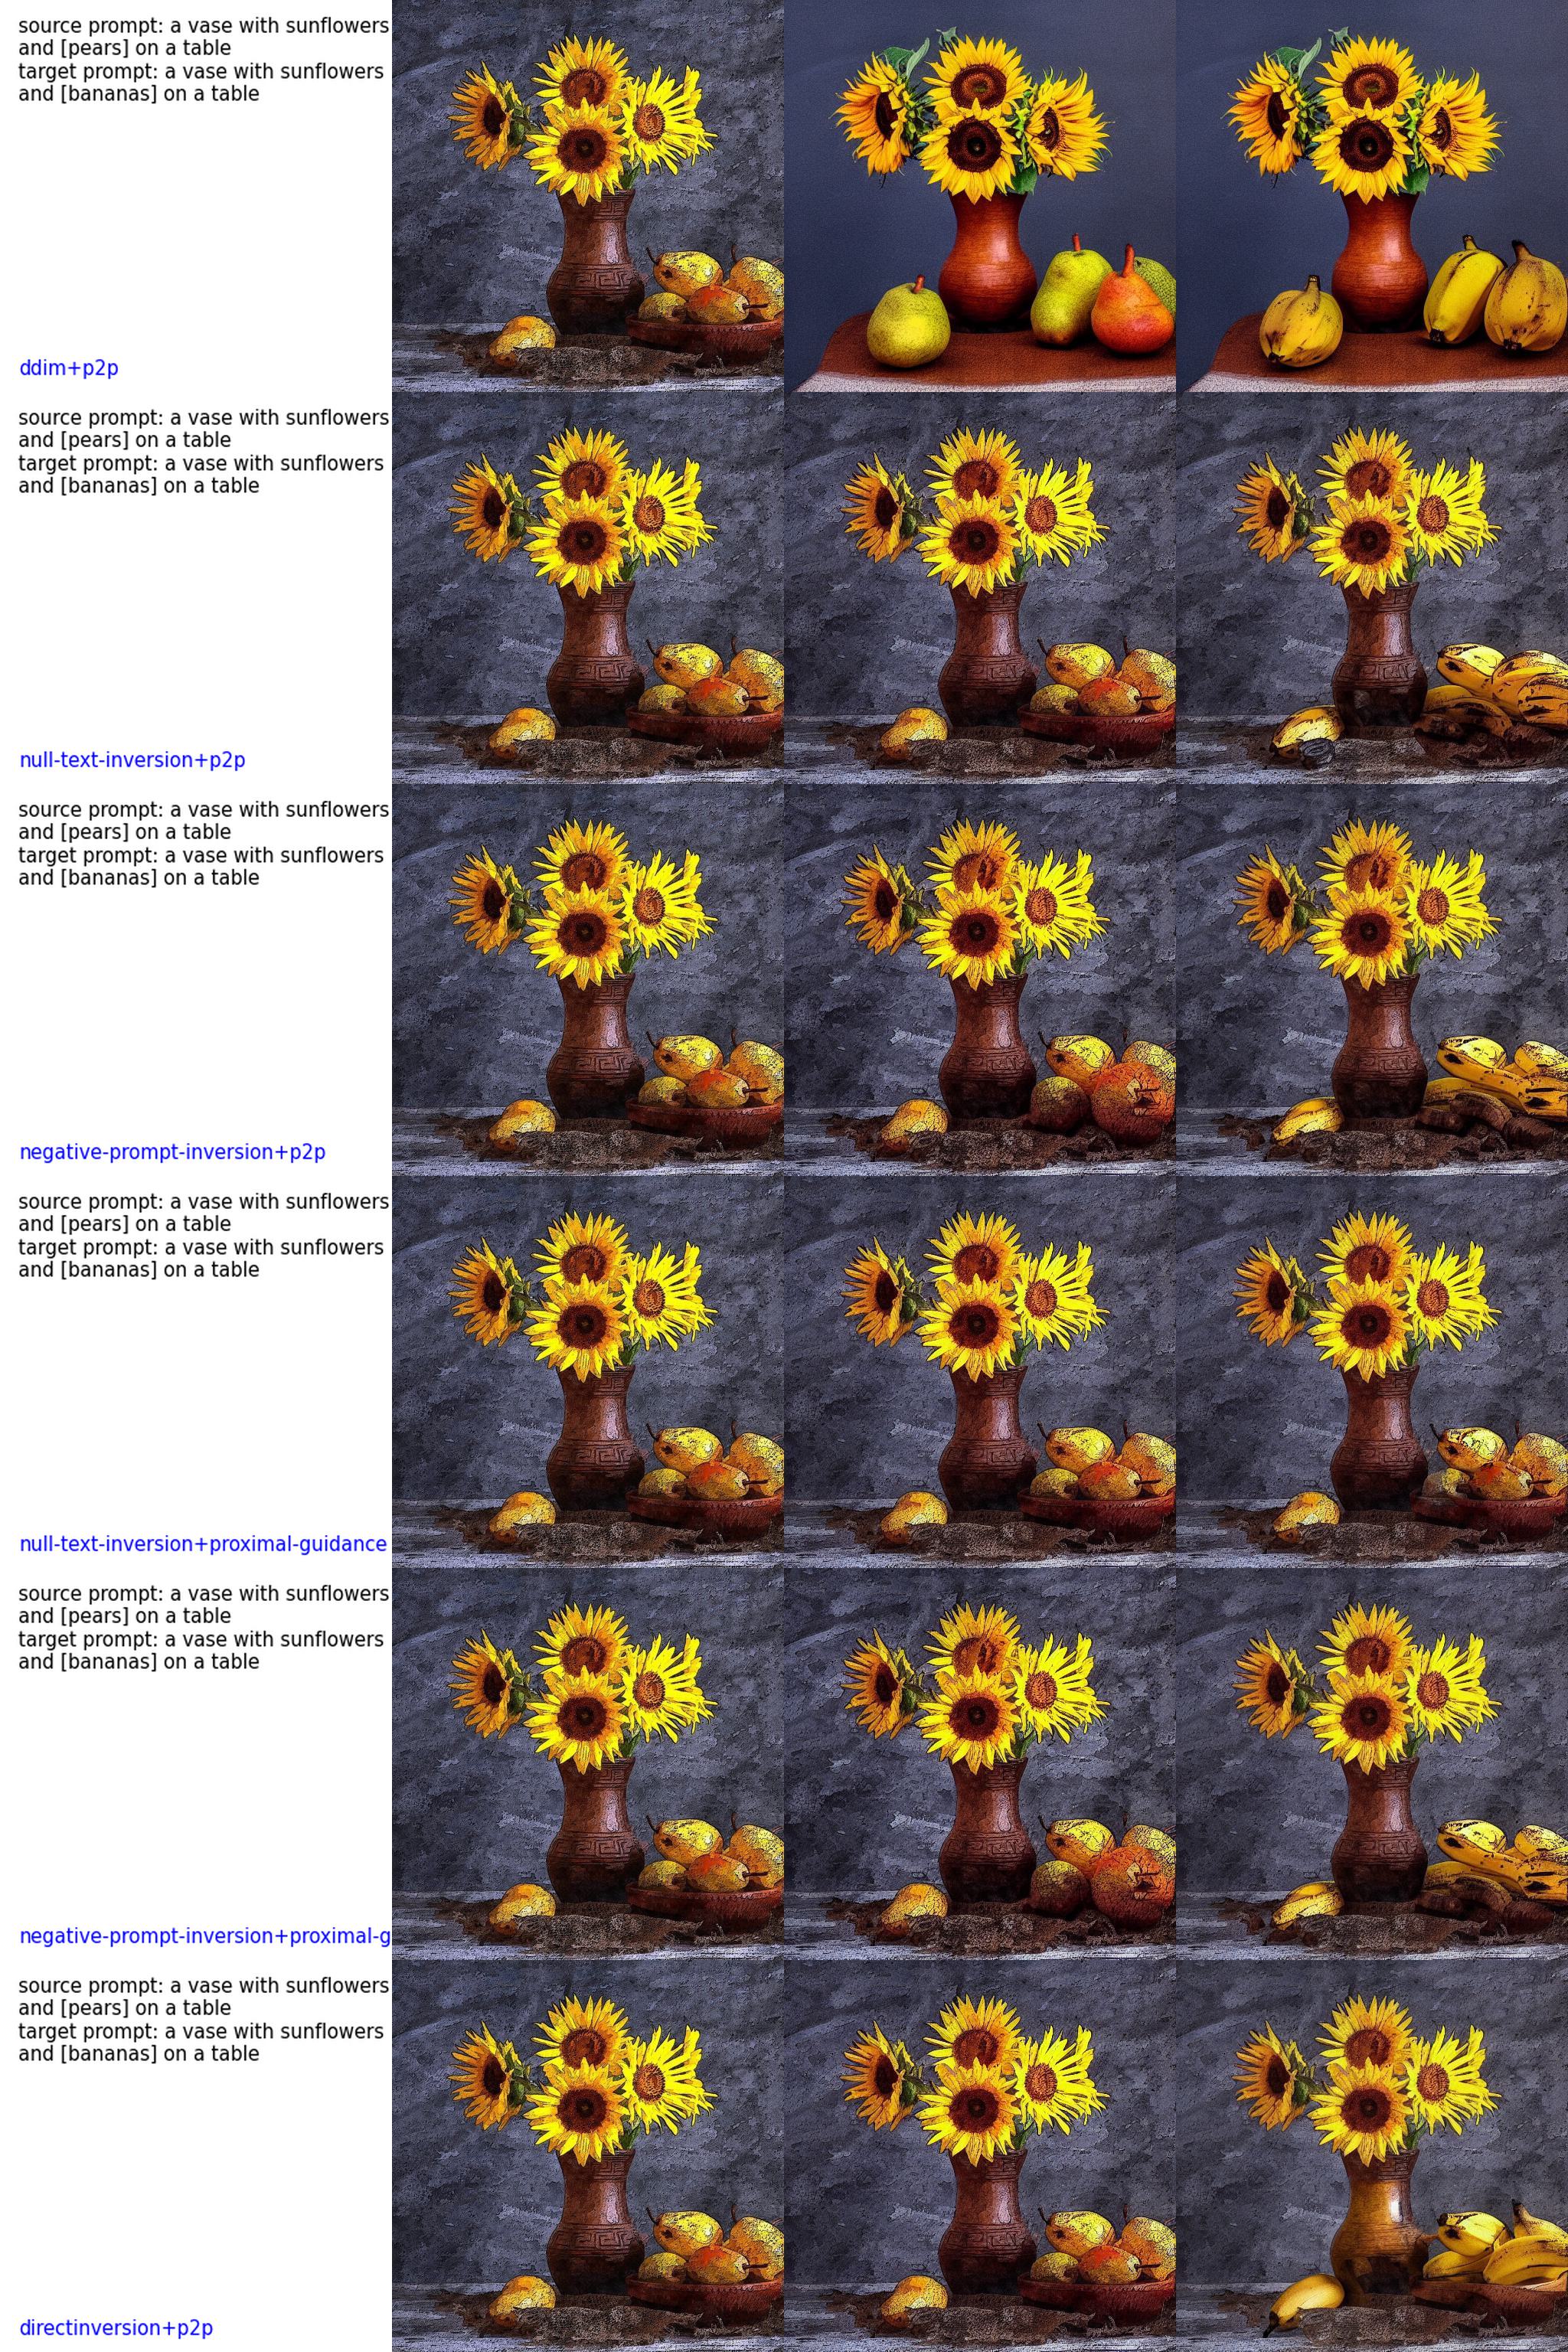 source prompt: a vase with sunflowers
and [pears] on a table
target prompt: a vase with sunflowers
and [bananas] on a table
ddim+p2p
source prompt: a vase with sunflowers
and [pears] on a table
target prompt: a vase with sunflowers
and [bananas] on a table
null-text-inversion+p2p
source prompt: a vase with sunflowers
and [pears] on a table
target prompt: a vase with sunflowers
and [bananas] on a table
negative-prompt-inversion+p2p
source prompt: a vase with sunflowers
and [pears] on a table
target prompt: a vase with sunflowers
and [bananas] on a table
null-text-inversion+proximal-guidance
source prompt: a vase with sunflowers
and [pears] on a table
target prompt: a vase with sunflowers
and [bananas] on a table
negative-prompt-inversion+proximal-g
source prompt: a vase with sunflowers
and [pears] on a table
target prompt: a vase with sunflowers
and [bananas] on a table
directinversion+p2p